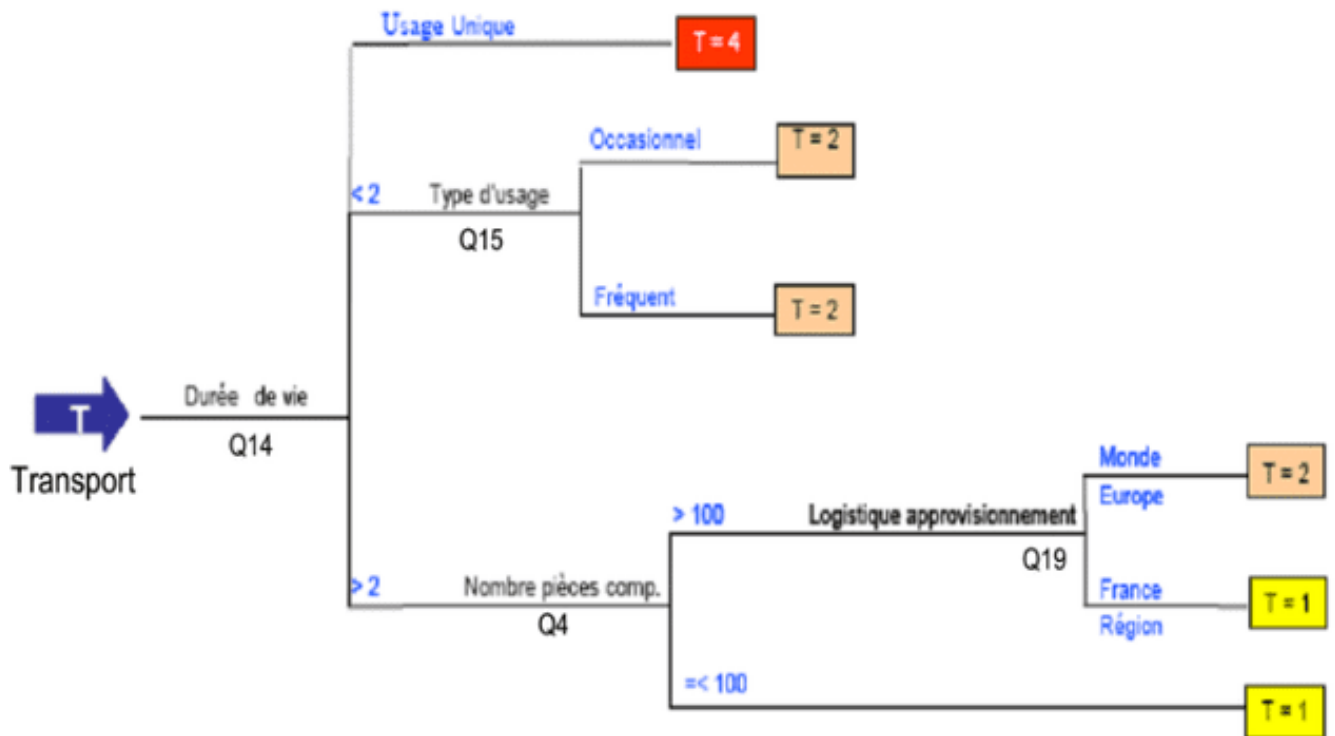 Usage Unique
T = 4
Occasionnel
T = 2
< 2
Type d'usage
Q15
Fréquent
T = 2
Durée de vie
T
Q14
Transport
Monde
T = 2
Europe
> 100
Logistique approvisionnement
Q19
> 2
Nombre pièces comp.
Q4
France
T = 1
Région
=< 100
T = 1